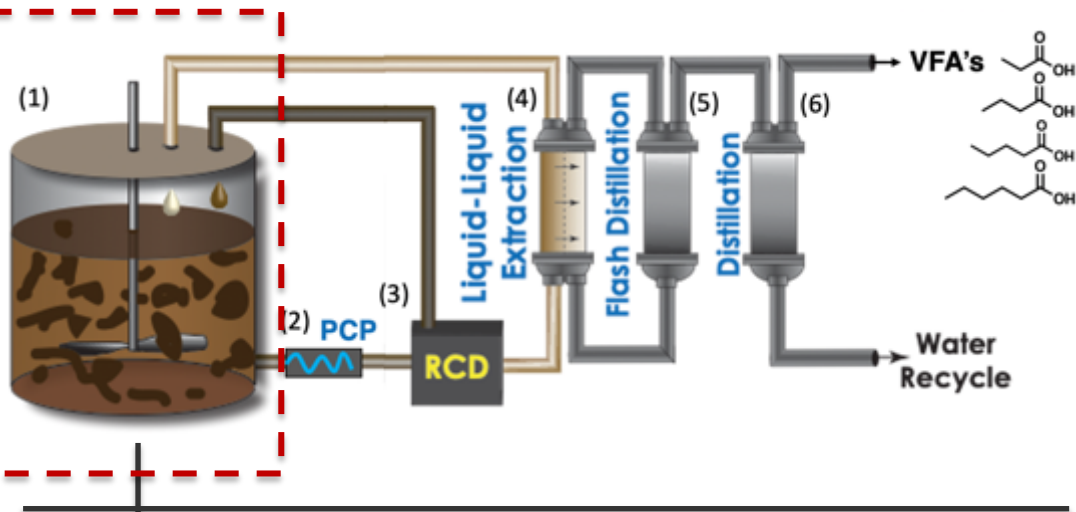 (1)
(2)
PCP
(3)
RCD
Liquid-Liquid
Extraction
(4)
Flash Distillation
(5)
Distillation
(6)
VFA's
O
OH
O
OH
O
OH
O
OH
Water
Recycle